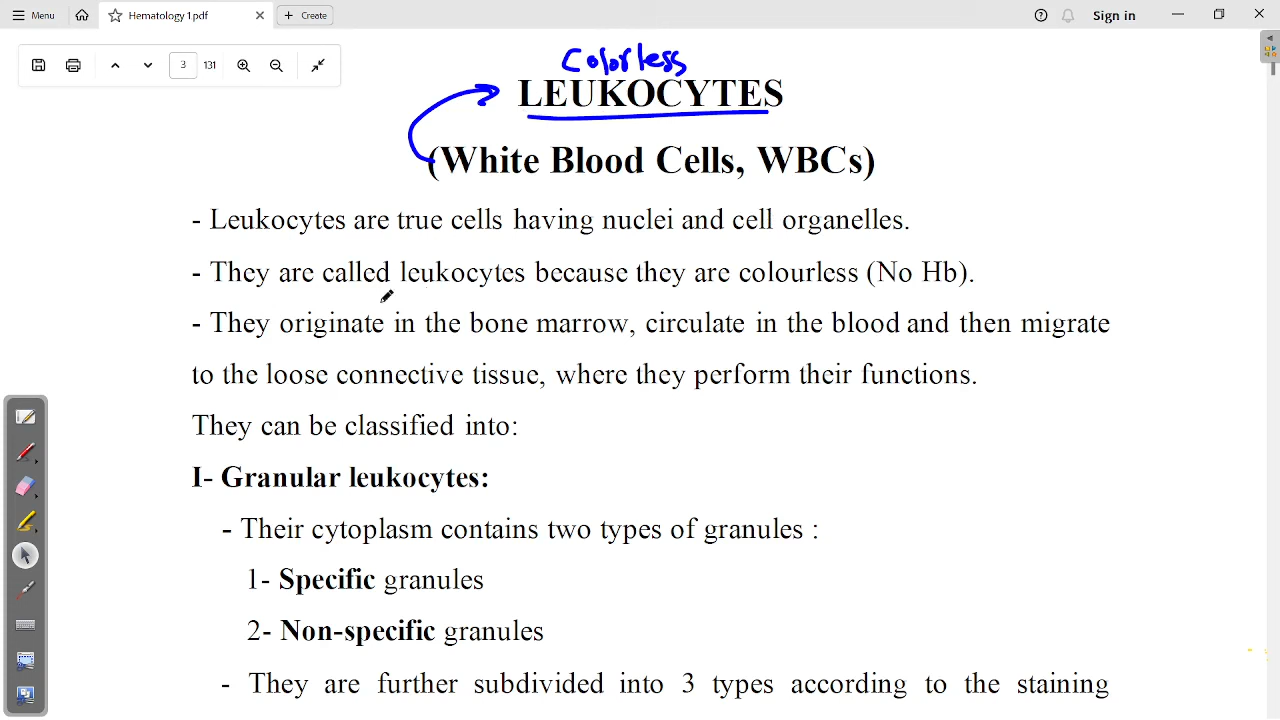 Menu
Hematology 1.pdf
+ Create
Sign in
3
131
Colorless
LEUKOCYTES
(White Blood Cells, WBCs)
- Leukocytes are true cells having nuclei and cell organelles.
- They are called leukocytes because they are colourless (No Hb).
- They originate in the bone marrow, circulate in the blood and then migrate
to the loose connective tissue, where they perform their functions.
They can be classified into:
I- Granular leukocytes:
- Their cytoplasm contains two types of granules :
1- Specific granules
2- Non-specific granules
- They are further subdivided into 3 types according to the staining